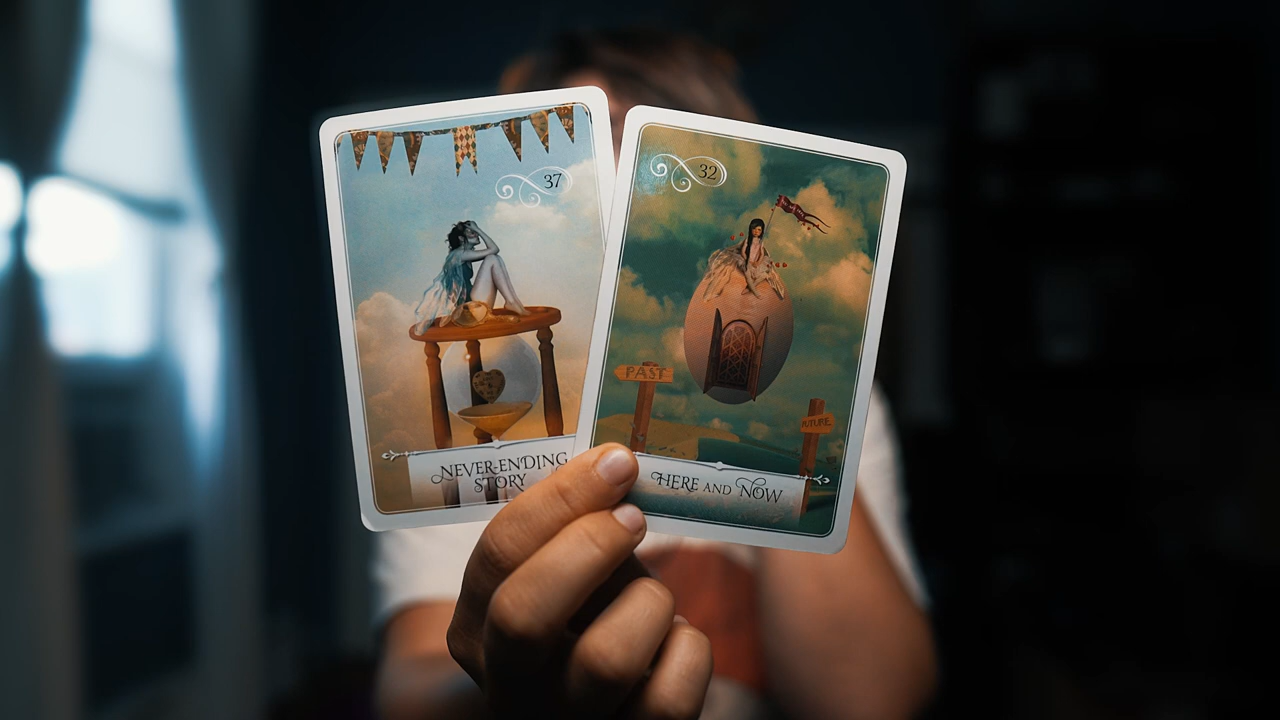 37
NEVER-ENDING
STORY
32
PAST
FUTURE
HERE AND NOW